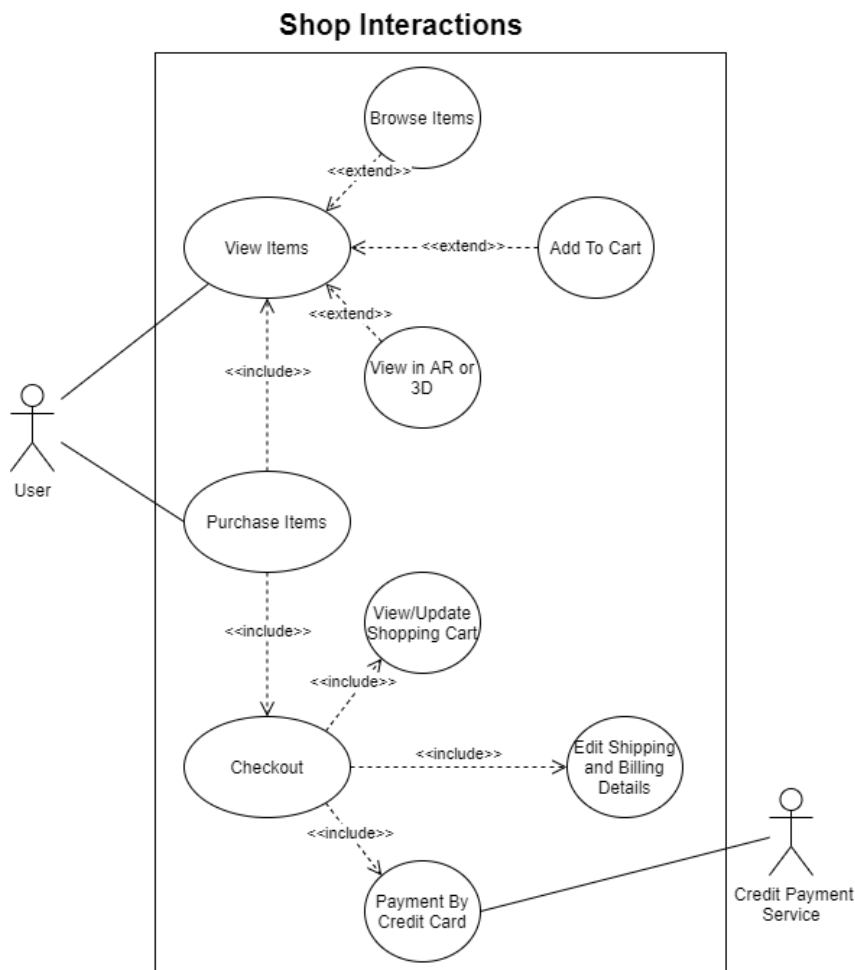 Shop Interactions
Browse Items
<<extend>>
View Items
<<extend>>
Add To Cart
<<extend>>
View in AR or
3D
<<include>>
User
Purchase Items
<<include>>
View/Update
Shopping Cart
<<include>>
Checkout
<<include>>
Edit Shipping
and Billing
Details
<<include>>
Payment By
Credit Card
Credit Payment
Service